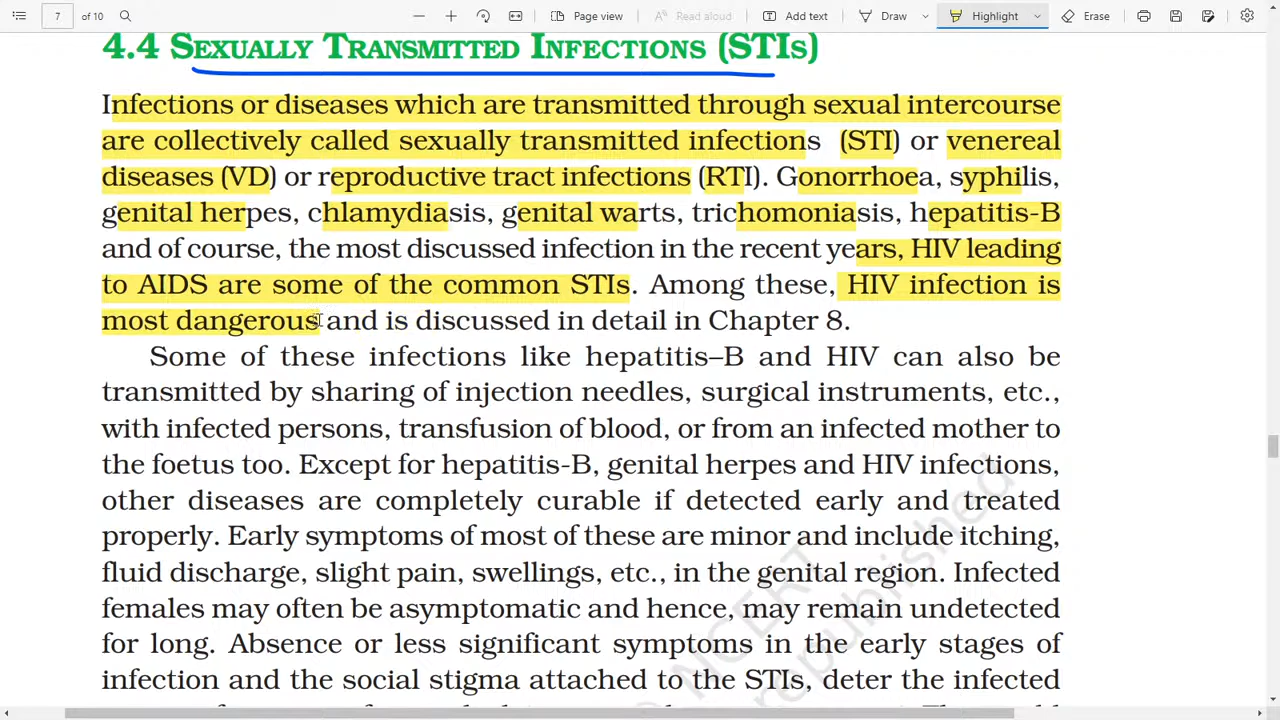 7 of 10 Page view Read aloud Add text Draw Highlight Erase
4.4 SEXUALLY TRANSMITTED INFECTIONS (STIs)
Infections or diseases which are transmitted through sexual intercourse
are collectively called sexually transmitted infections (STI) or venereal
diseases (VD) or reproductive tract infections (RTI). Gonorrhoea, syphilis,
genital herpes, chlamydiasis, genital warts, trichomoniasis, hepatitis-B
and of course, the most discussed infection in the recent years, HIV leading
to AIDS are some of the common STIs. Among these, HIV infection is
most dangerous and is discussed in detail in Chapter 8.
Some of these infections like hepatitis–B and HIV can also be
transmitted by sharing of injection needles, surgical instruments, etc.,
with infected persons, transfusion of blood, or from an infected mother to
the foetus too. Except for hepatitis-B, genital herpes and HIV infections,
other diseases are completely curable if detected early and treated
properly. Early symptoms of most of these are minor and include itching,
fluid discharge, slight pain, swellings, etc., in the genital region. Infected
females may often be asymptomatic and hence, may remain undetected
for long. Absence or less significant symptoms in the early stages of
infection and the social stigma attached to the STIs, deter the infected
NCERT
republished